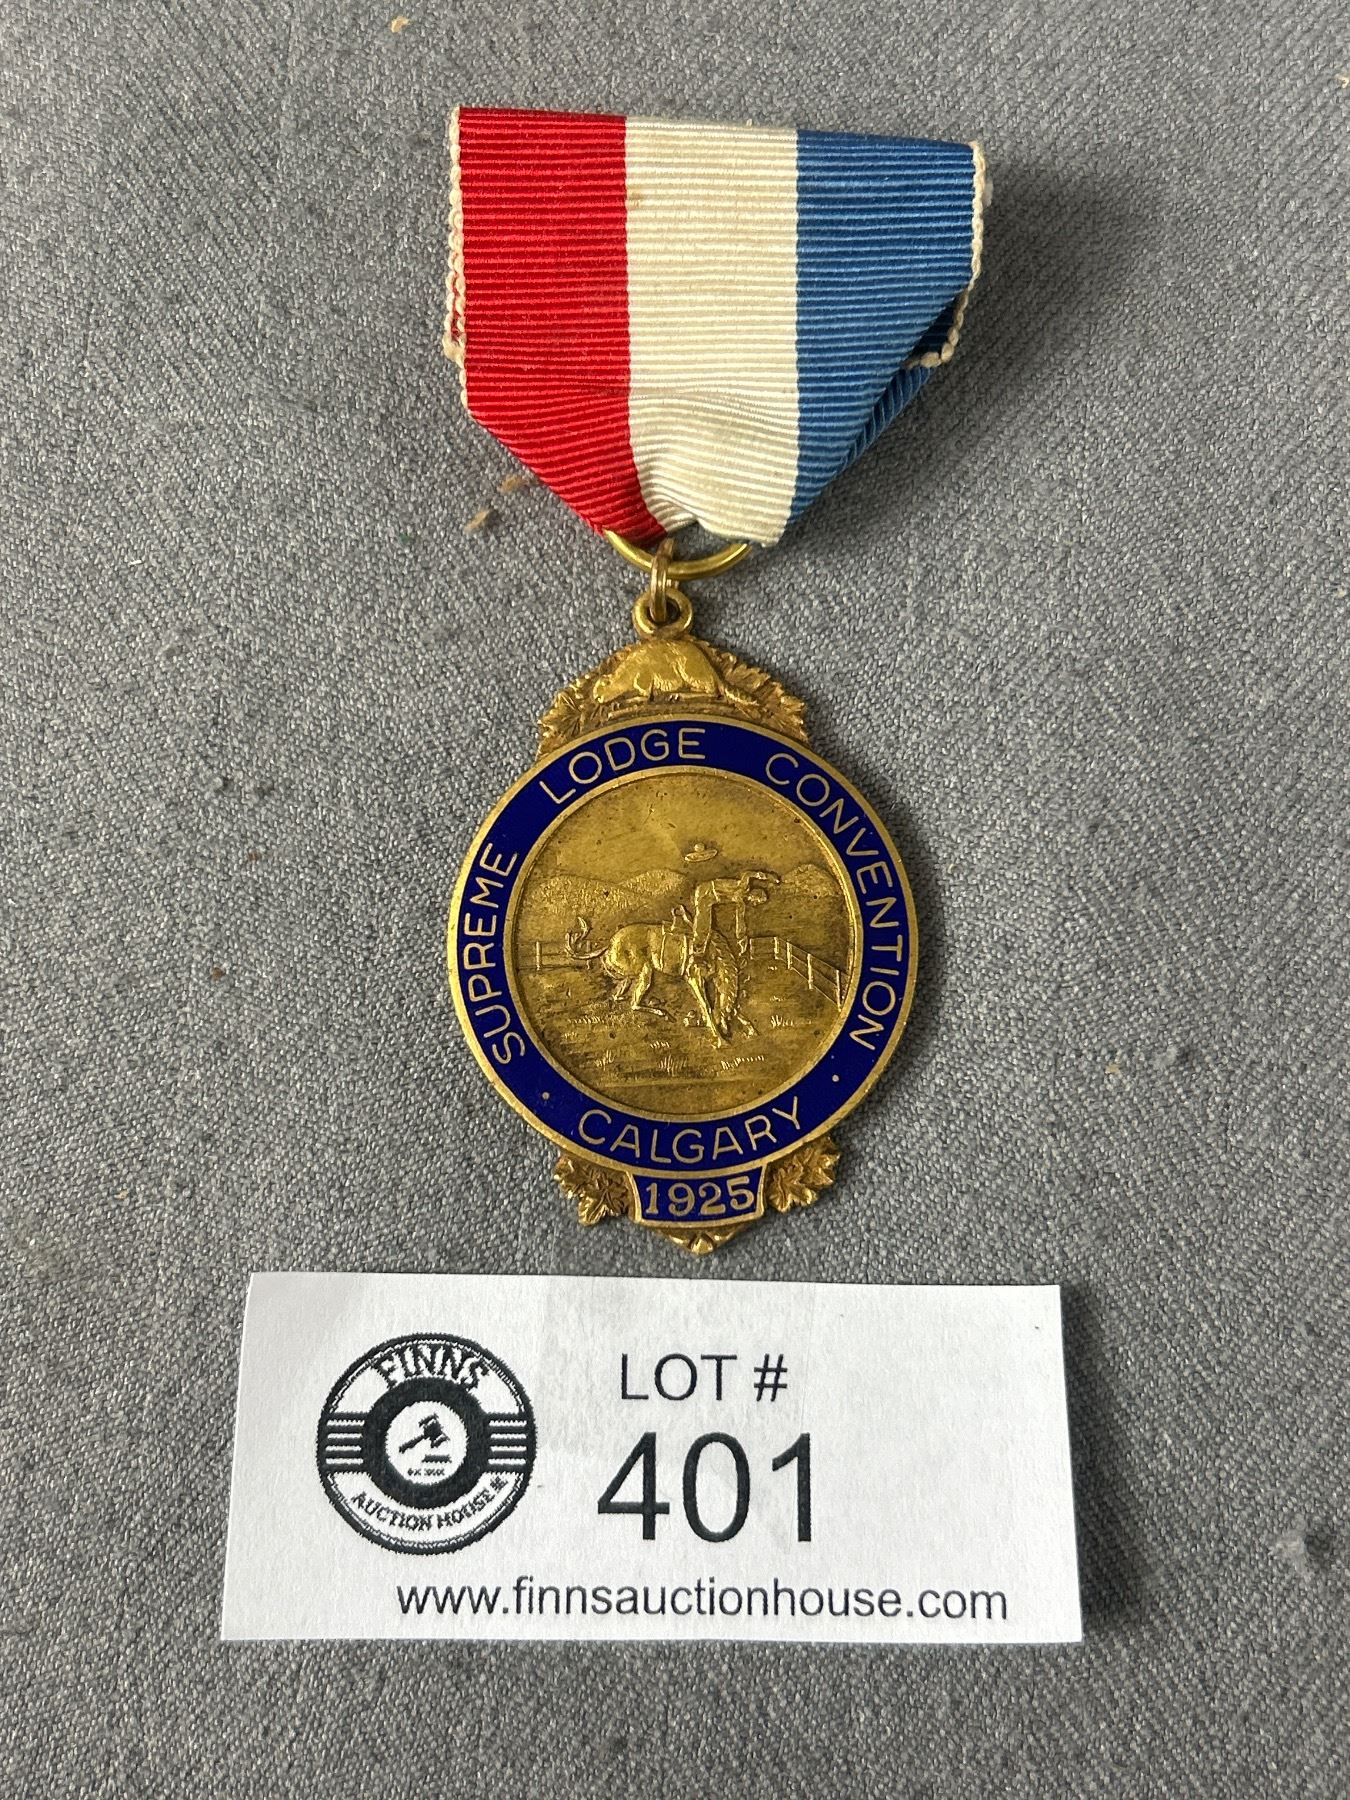 SUPREME LODGE CONVENTION
· CALGARY ·
1925
FINNS
AUCTION HOUSE
LOT #
401
www.finnsauctionhouse.com